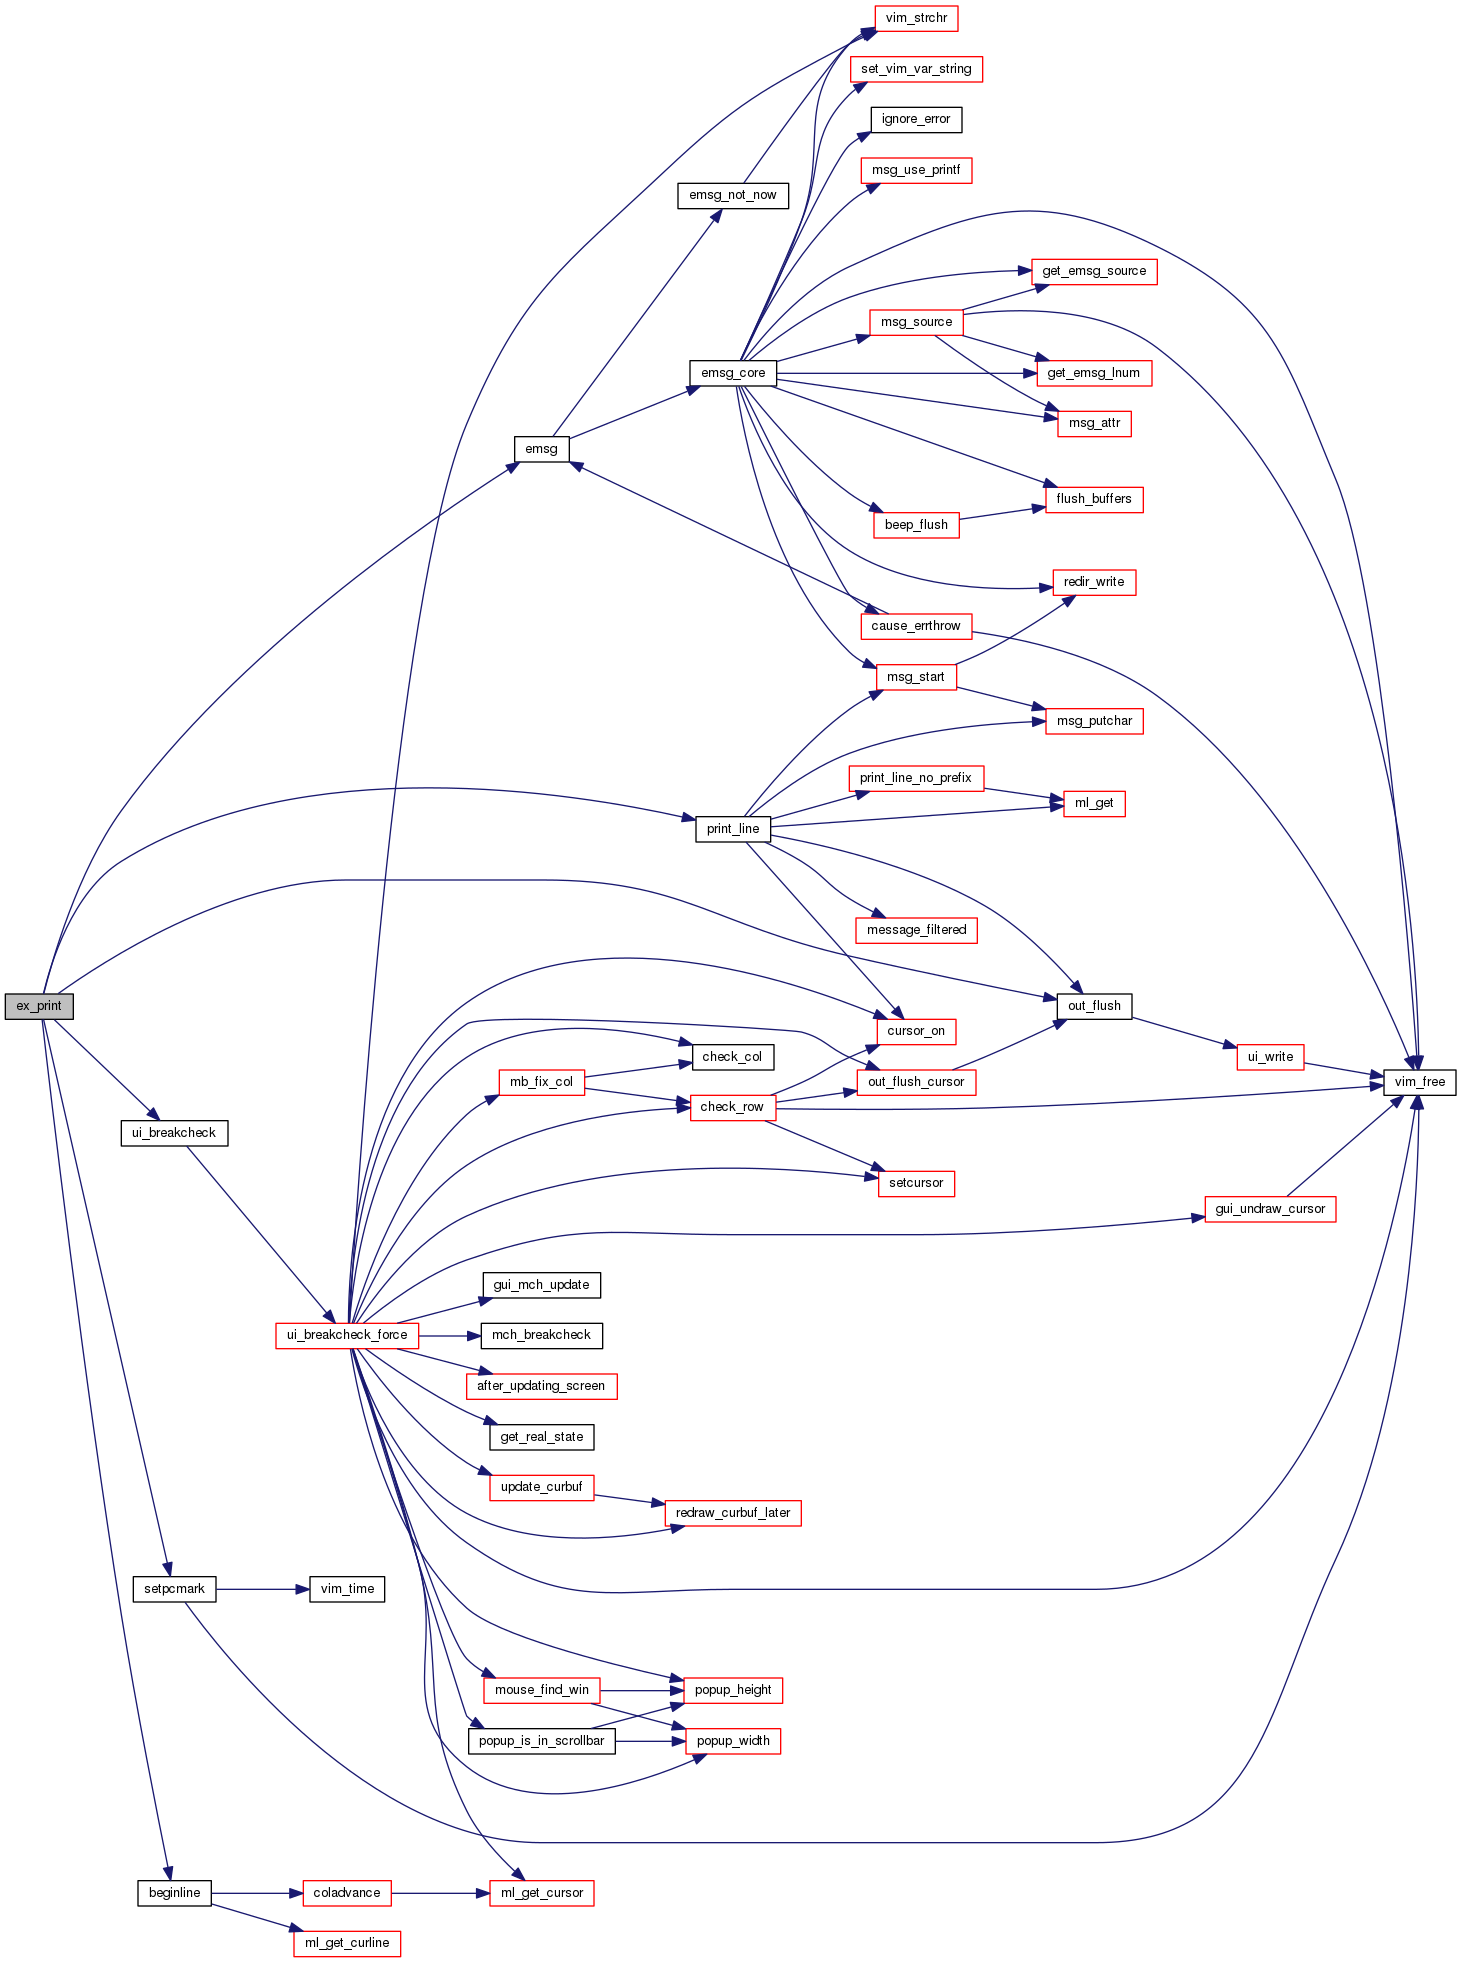 vim_strchr
set_vim_var_string
ignore_error
msg_use_printf
emsg_not_now
get_emsg_source
msg_source
get_emsg_lnum
emsg_core
msg_attr
emsg
flush_buffers
beep_flush
redir_write
cause_errthrow
msg_start
msg_putchar
print_line_no_prefix
ml_get
print_line
message_filtered
ex_print
out_flush
cursor_on
check_col
ui_write
mb_fix_col
out_flush_cursor
vim_free
check_row
ui_breakcheck
setcursor
gui_undraw_cursor
gui_mch_update
ui_breakcheck_force
mch_breakcheck
after_updating_screen
get_real_state
update_curbuf
redraw_curbuf_later
setpcmark
vim_time
mouse_find_win
popup_height
popup_is_in_scrollbar
popup_width
beginline
coladvance
ml_get_cursor
ml_get_curline